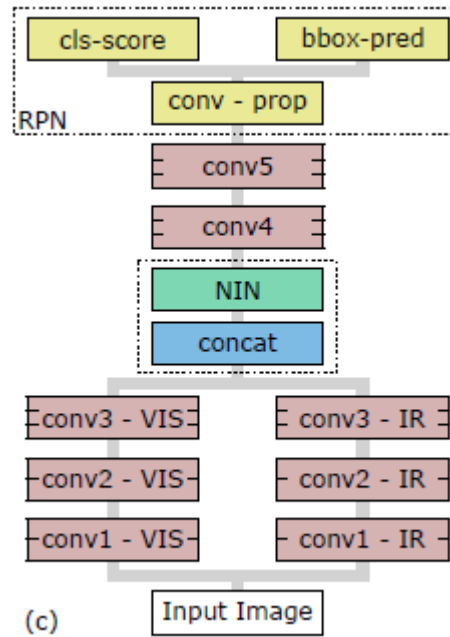 cls-score bbox-pred
conv - prop
RPN
conv5
conv4
NIN
concat
conv3 - VIS conv3 - IR
conv2 - VIS conv2 - IR
conv1 - VIS conv1 - IR
Input Image
(c)